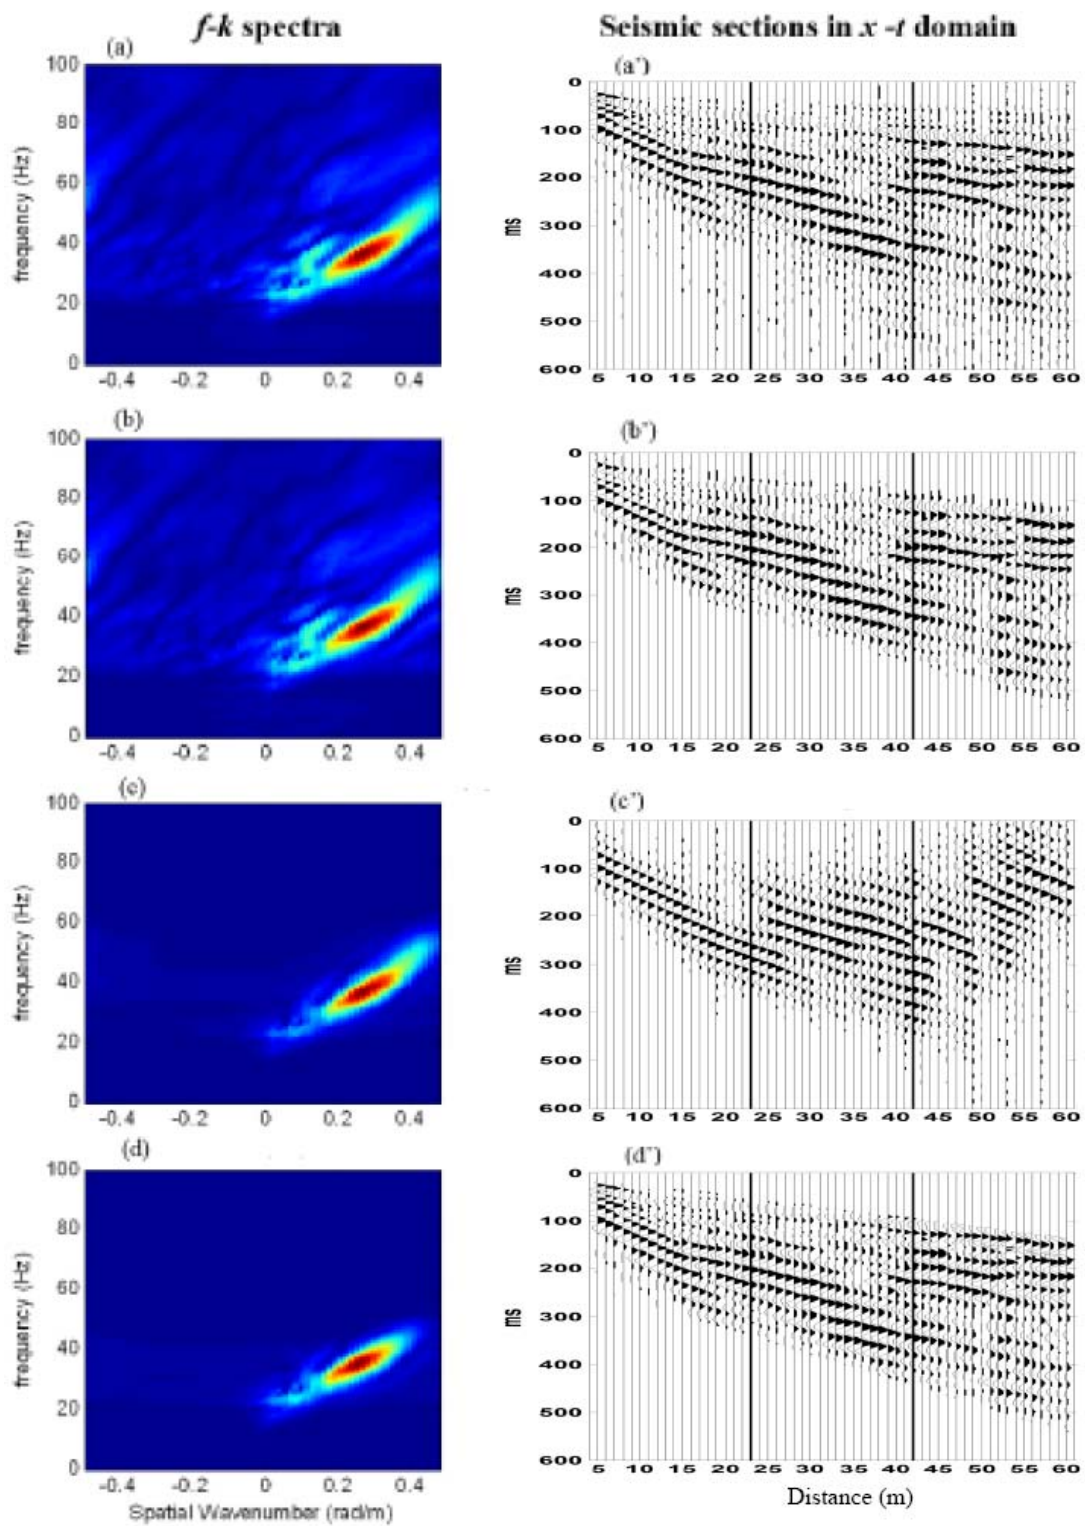 f-k spectra
Seismic sections in x -t domain
(a)
100
80
60
40
20
0
frequency (Hz)
-0.4 -0.2 0 0.2 0.4
(a’)
0
100
200
300
400
500
600
ms
5 10 15 20 25 30 35 40 45 50 55 60
(b)
100
80
60
40
20
0
frequency (Hz)
-0.4 -0.2 0 0.2 0.4
(b’)
0
100
200
300
400
500
600
ms
5 10 15 20 25 30 35 40 45 50 55 60
(c)
100
80
60
40
20
0
frequency (Hz)
-0.4 -0.2 0 0.2 0.4
(c’)
0
100
200
300
400
500
600
ms
5 10 15 20 25 30 35 40 45 50 55 60
(d)
100
80
60
40
20
0
frequency (Hz)
-0.4 -0.2 0 0.2 0.4
Spatial Wavenumber (rad/m)
(d’)
0
100
200
300
400
500
600
ms
5 10 15 20 25 30 35 40 45 50 55 60
Distance (m)